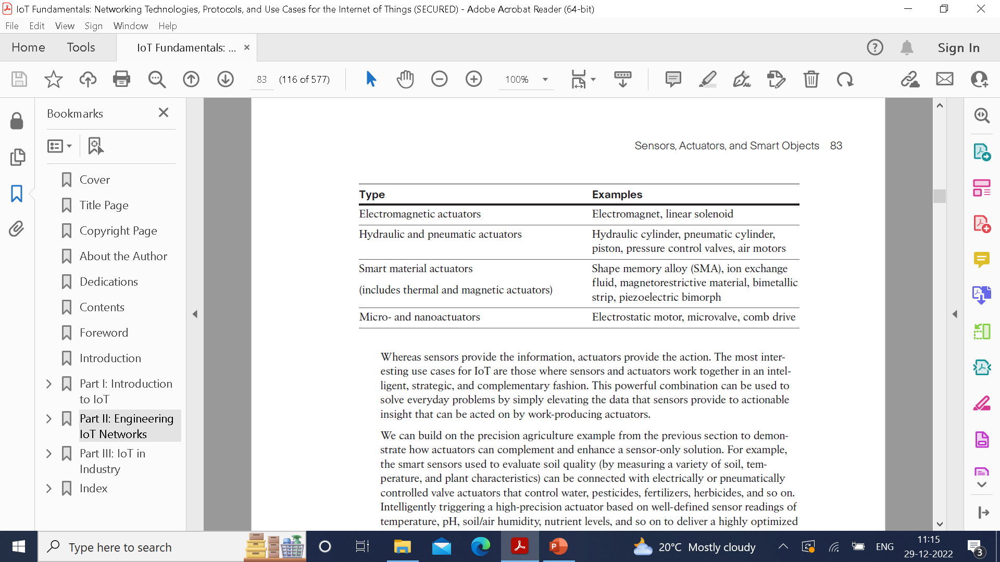 IoT Fundamentals: Networking Technologies, Protocols, and Use Cases for the Internet of Things (SECURED) - Adobe Acrobat Reader (64-bit)
File Edit View Sign Window Help
Home Tools IoT Fundamentals: ... × Sign In
83 (116 of 577) 100%
Bookmarks
Cover
Title Page
Copyright Page
About the Author
Dedications
Contents
Foreword
Introduction
Part I: Introduction
to IoT
Part II: Engineering
IoT Networks
Part III: IoT in
Industry
Index
Sensors, Actuators, and Smart Objects 83
Type Examples
Electromagnetic actuators Electromagnet, linear solenoid
Hydraulic and pneumatic actuators Hydraulic cylinder, pneumatic cylinder,
piston, pressure control valves, air motors
Smart material actuators Shape memory alloy (SMA), ion exchange
fluid, magnetorestrictive material, bimetallic
(includes thermal and magnetic actuators)
strip, piezoelectric bimorph
Micro- and nanoactuators Electrostatic motor, microvalve, comb drive
Whereas sensors provide the information, actuators provide the action. The most inter-
esting use cases for IoT are those where sensors and actuators work together in an intel-
ligent, strategic, and complementary fashion. This powerful combination can be used to
solve everyday problems by simply elevating the data that sensors provide to actionable
insight that can be acted on by work-producing actuators.
We can build on the precision agriculture example from the previous section to demon-
strate how actuators can complement and enhance a sensor-only solution. For example,
the smart sensors used to evaluate soil quality (by measuring a variety of soil, tem-
perature, and plant characteristics) can be connected with electrically or pneumatically
controlled valve actuators that control water, pesticides, fertilizers, herbicides, and so on.
Intelligently triggering a high-precision actuator based on well-defined sensor readings of
temperature, pH, soil/air humidity, nutrient levels, and so on to deliver a highly optimized
Type here to search
20°C Mostly cloudy
ENG
11:15
29-12-2022
3